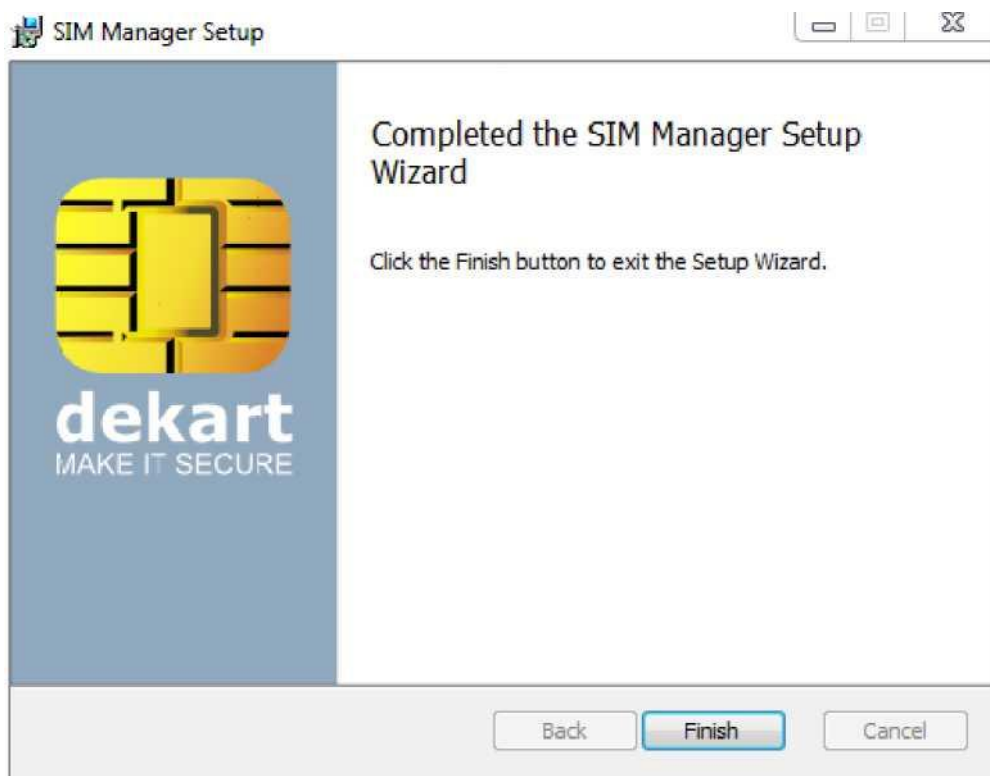 SIM Manager Setup
Completed the SIM Manager Setup
Wizard
Click the Finish button to exit the Setup Wizard.
dekart
MAKE IT SECURE
Back
Finish
Cancel